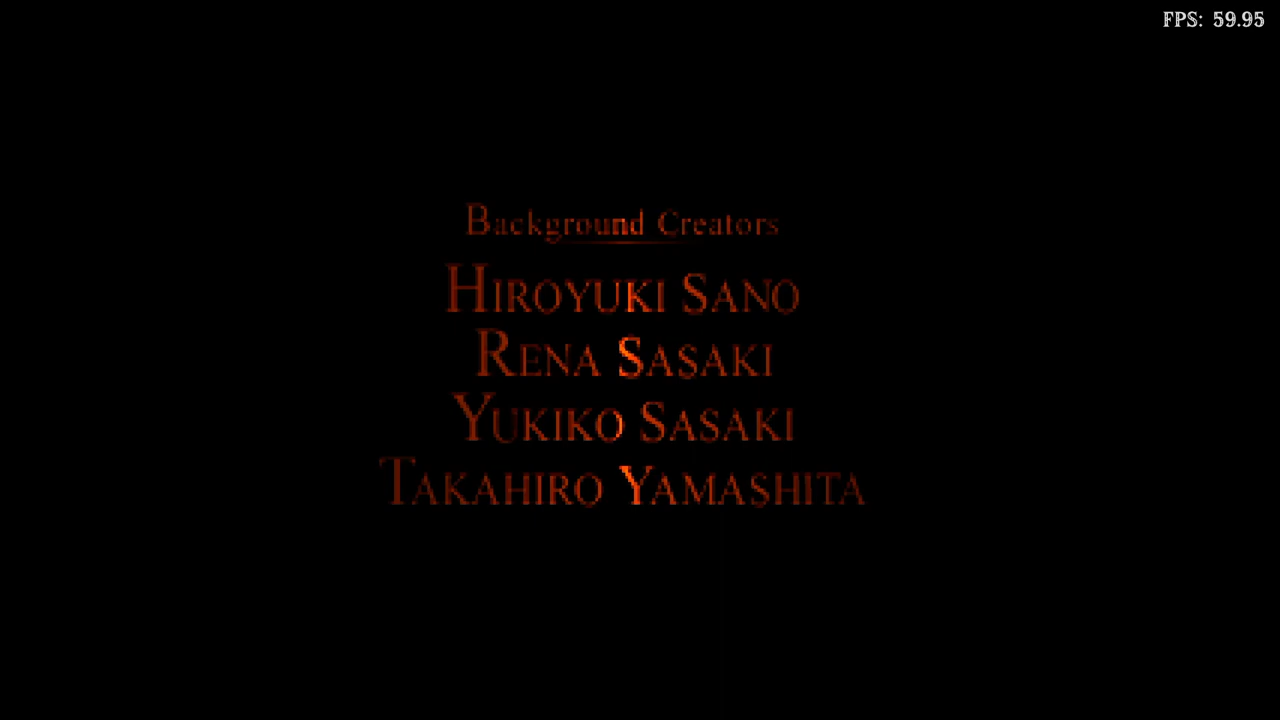 FPS: 59.95
Background Creators
HIROYUKI SANO
RENA SASAKI
YUKIKO SASAKI
TAKAHIRO YAMASHITA